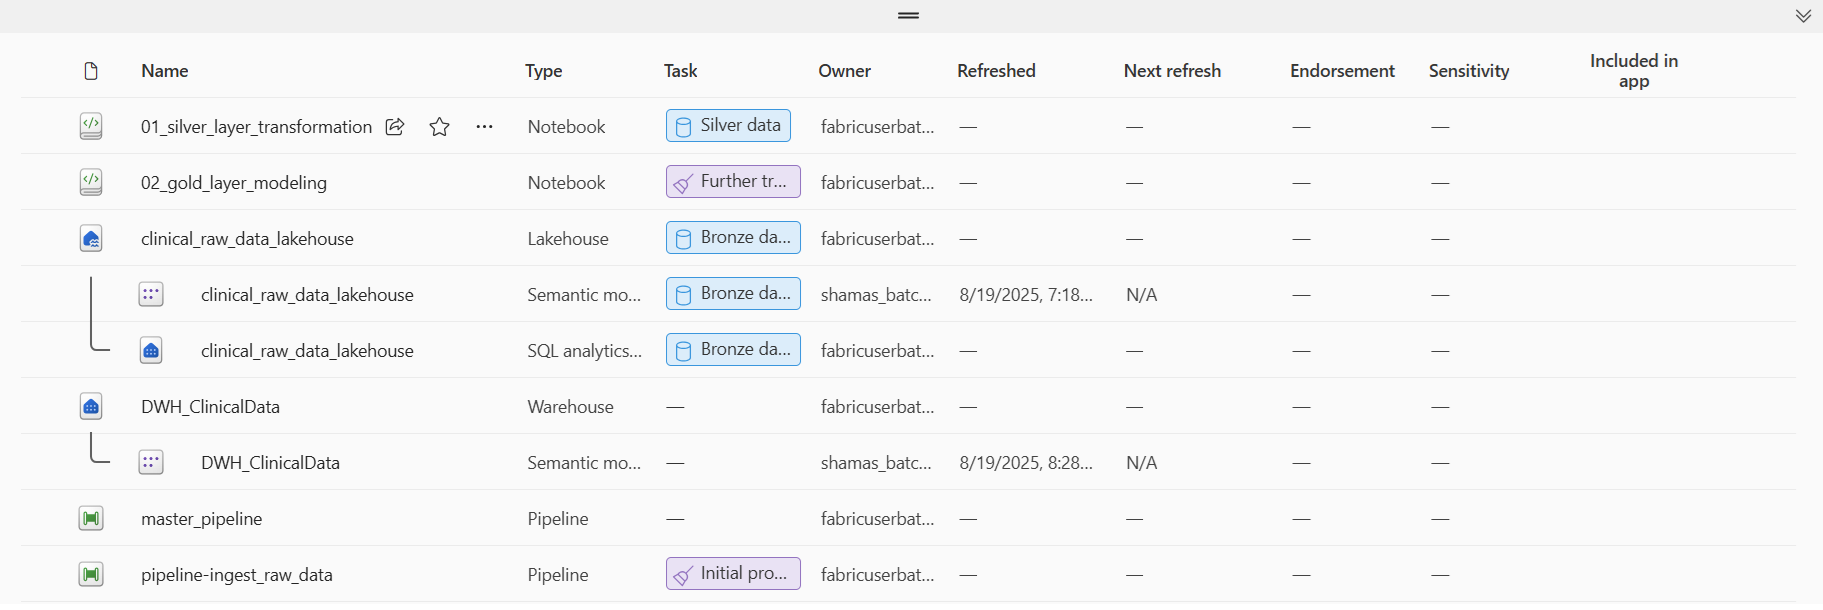 Name Type Task Owner Refreshed Next refresh Endorsement Sensitivity Included in app
01_silver_layer_transformation Notebook Silver data fabricuserbat... — — — —
02_gold_layer_modeling Notebook Further tr... fabricuserbat... — — — —
clinical_raw_data_lakehouse Lakehouse Bronze da... fabricuserbat... — — — —
clinical_raw_data_lakehouse Semantic mo... Bronze da... shamas_batc... 8/19/2025, 7:18... N/A — —
clinical_raw_data_lakehouse SQL analytics... Bronze da... fabricuserbat... — — — —
DWH_ClinicalData Warehouse — fabricuserbat... — — — —
DWH_ClinicalData Semantic mo... — shamas_batc... 8/19/2025, 8:28... N/A — —
master_pipeline Pipeline — fabricuserbat... — — — —
pipeline-ingest_raw_data Pipeline Initial pro... fabricuserbat... — — — —